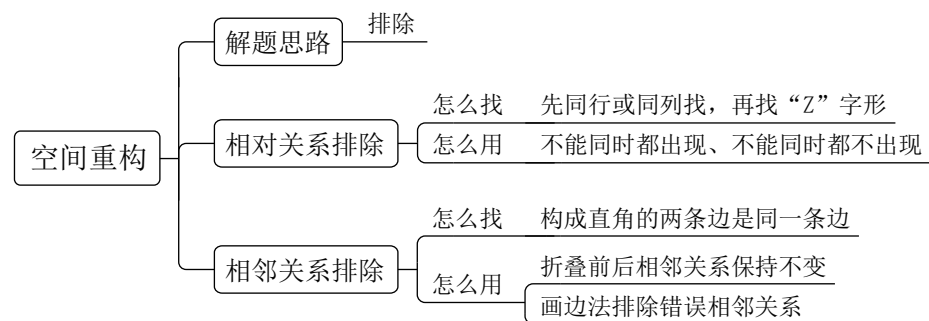 空间重构
解题思路
排除
相对关系排除
怎么找
先同行或同列找，再找“Z”字形
怎么用
不能同时都出现、不能同时都不出现
相邻关系排除
怎么找
构成直角的两条边是同一条边
怎么用
折叠前后相邻关系保持不变
画边法排除错误相邻关系